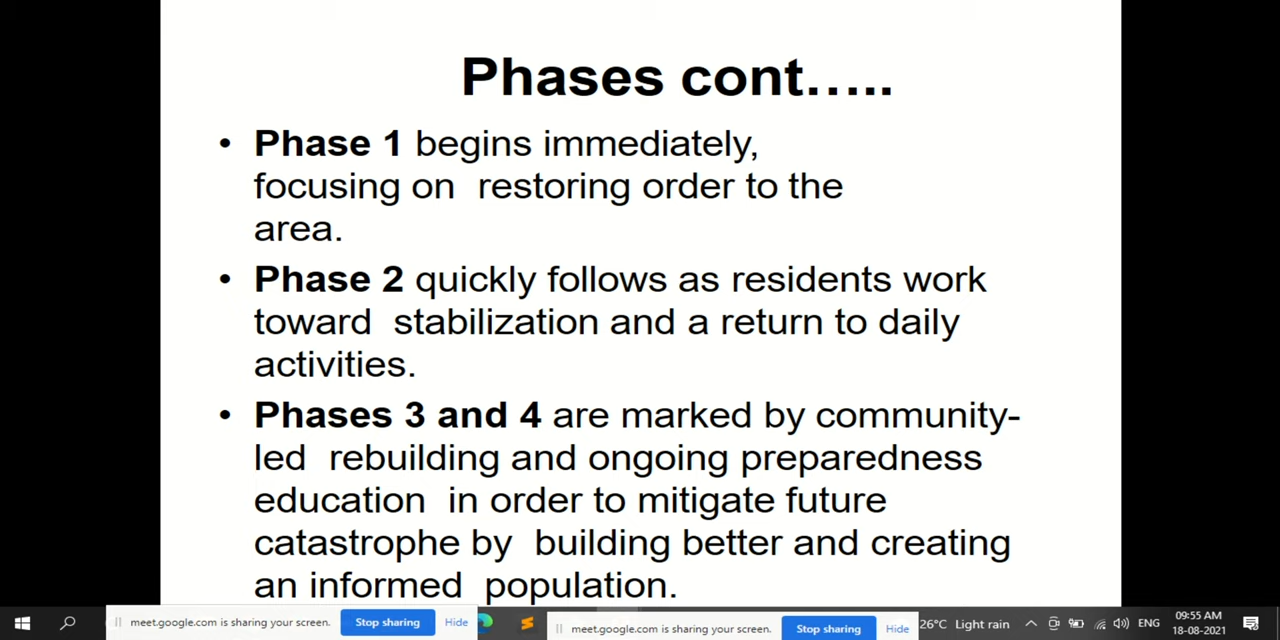 Phases cont…..
• Phase 1 begins immediately,
focusing on restoring order to the
area.
• Phase 2 quickly follows as residents work
toward stabilization and a return to daily
activities.
• Phases 3 and 4 are marked by community-
led rebuilding and ongoing preparedness
education in order to mitigate future
catastrophe by building better and creating
an informed population.
meet.google.com is sharing your screen. Stop sharing Hide
meet.google.com is sharing your screen. Stop sharing Hide
26°C Light rain
ENG
09:55 AM
18-08-2021